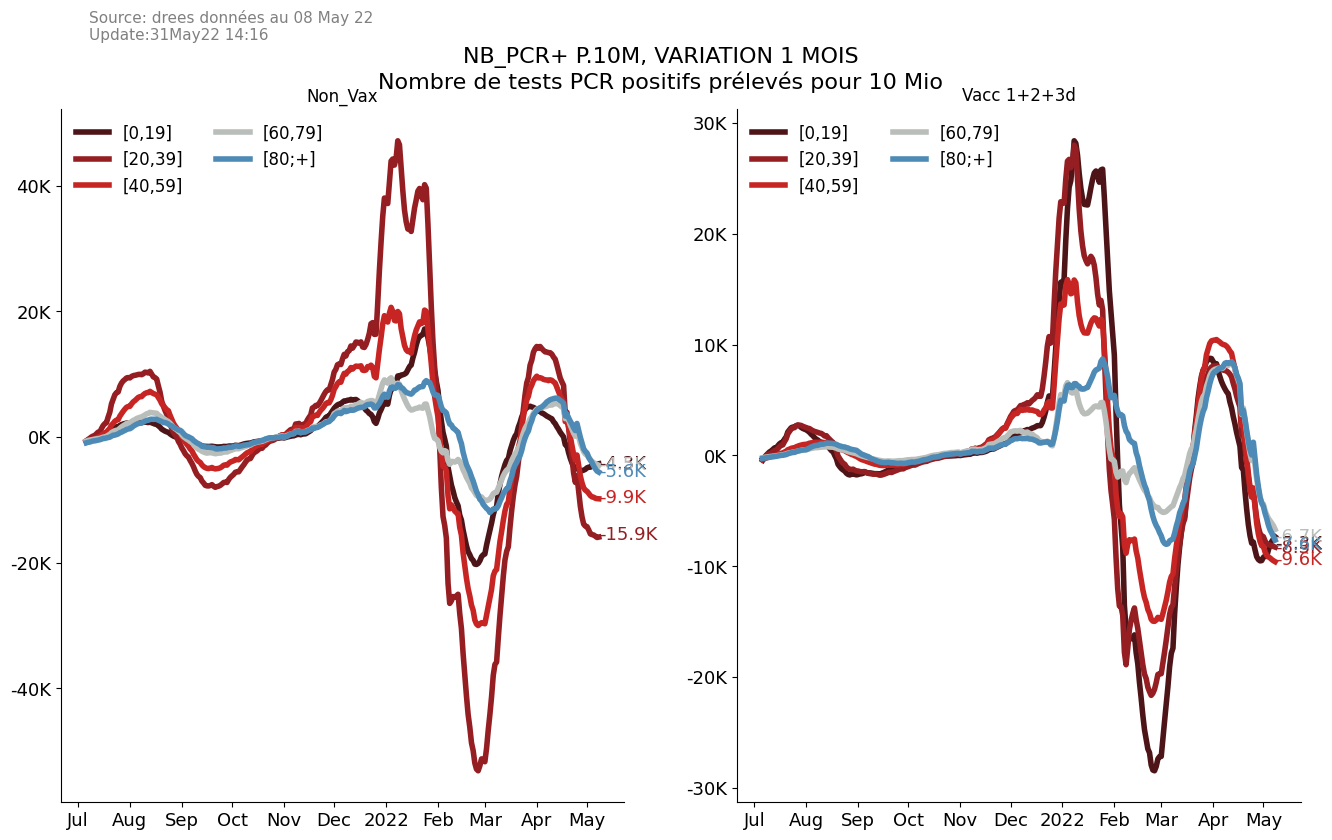 Source: drees données au 08 May 22
Update:31May22 14:16
NB_PCR+ P.10M, VARIATION 1 MOIS
Nombre de tests PCR positifs prélevés pour 10 Mio
Non_Vax
[0,19]
[20,39]
[40,59]
[60,79]
[80;+]
40K
20K
0K
-20K
-40K
-5.6K
-9.9K
-15.9K
Jul Aug Sep Oct Nov Dec 2022 Feb Mar Apr May
Vacc 1+2+3d
[0,19]
[20,39]
[40,59]
[60,79]
[80;+]
30K
20K
10K
0K
-10K
-20K
-30K
-9.6K
Jul Aug Sep Oct Nov Dec 2022 Feb Mar Apr May